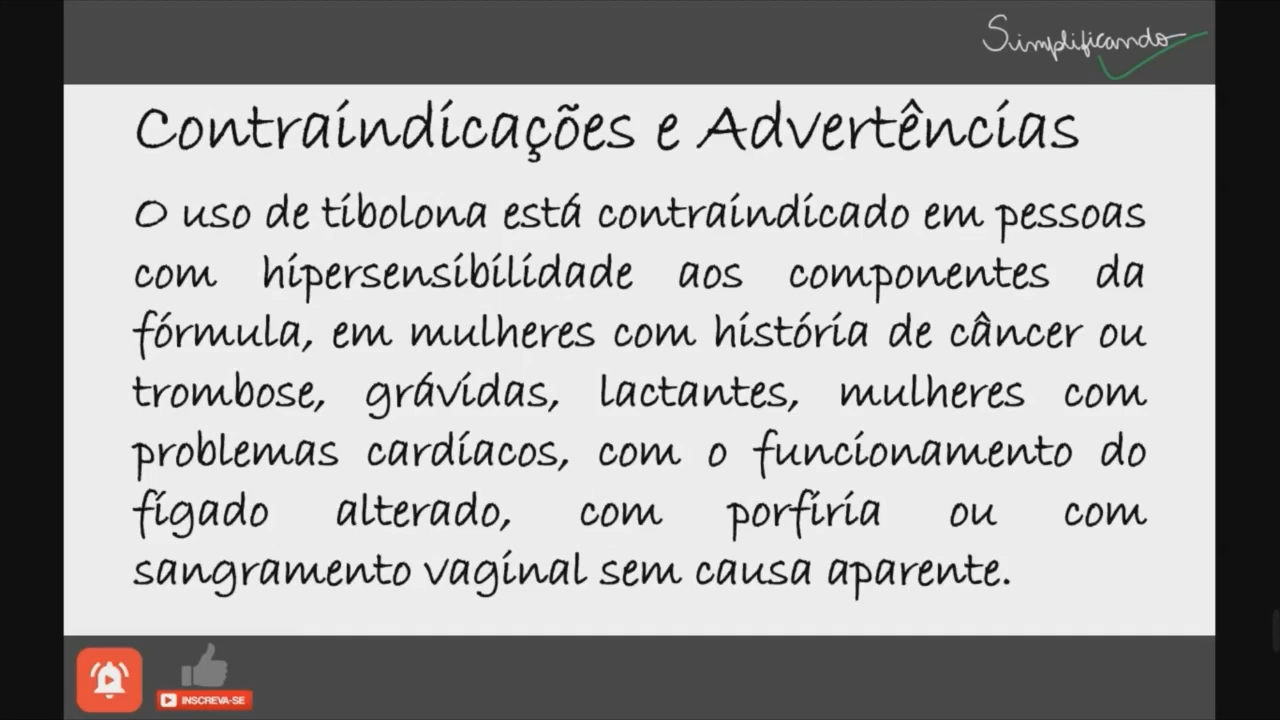 Simplificando
Contraindicações e Advertências
O uso de tibolona está contraindicado em pessoas
com hipersensibilidade aos componentes da
fórmula, em mulheres com história de câncer ou
trombose, grávidas, lactantes, mulheres com
problemas cardíacos, com o funcionamento do
fígado alterado, com porfiria ou com
sangramento vaginal sem causa aparente.
INSCREVA-SE